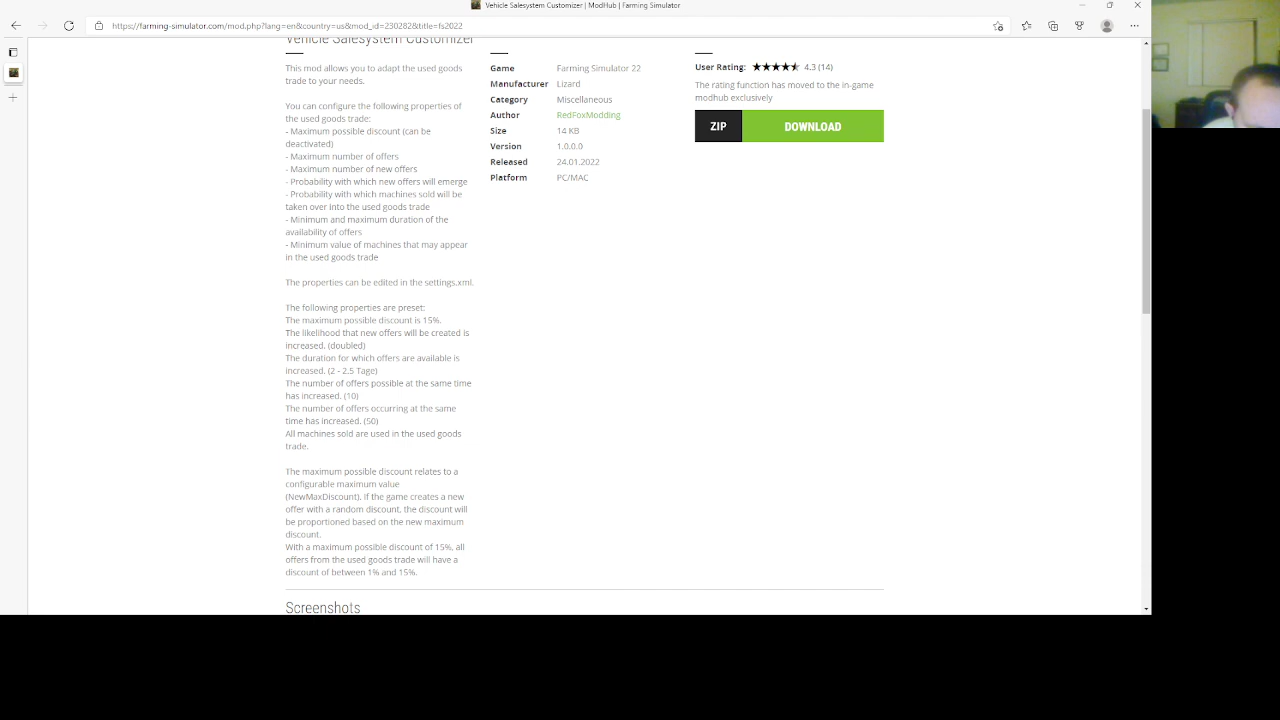 Vehicle Salesystem Customizer | ModHub | Farming Simulator
https://farming-simulator.com/mod.php?lang=en&country=us&mod_id=230282&title=fs2022
Vehicle Salesystem Customizer
This mod allows you to adapt the used goods
trade to your needs.
You can configure the following properties of
the used goods trade:
- Maximum possible discount (can be
deactivated)
- Maximum number of offers
- Maximum number of new offers
- Probability with which new offers will emerge
- Probability with which machines sold will be
taken over into the used goods trade
- Minimum and maximum duration of the
availability of offers
- Minimum value of machines that may appear
in the used goods trade
The properties can be edited in the settings.xml.
The following properties are preset:
The maximum possible discount is 15%.
The likelihood that new offers will be created is
increased. (doubled)
The duration for which offers are available is
increased. (2 - 2.5 Tage)
The number of offers possible at the same time
has increased. (10)
The number of offers occurring at the same
time has increased. (50)
All machines sold are used in the used goods
trade.
The maximum possible discount relates to a
configurable maximum value
(NewMaxDiscount). If the game creates a new
offer with a random discount, the discount will
be proportioned based on the new maximum
discount.
With a maximum possible discount of 15%, all
offers from the used goods trade will have a
discount of between 1% and 15%.
Game Farming Simulator 22
Manufacturer Lizard
Category Miscellaneous
Author RedFoxModding
Size 14 KB
Version 1.0.0.0
Released 24.01.2022
Platform PC/MAC
User Rating: 4.3 (14)
The rating function has moved to the in-game
modhub exclusively
ZIP DOWNLOAD
Screenshots